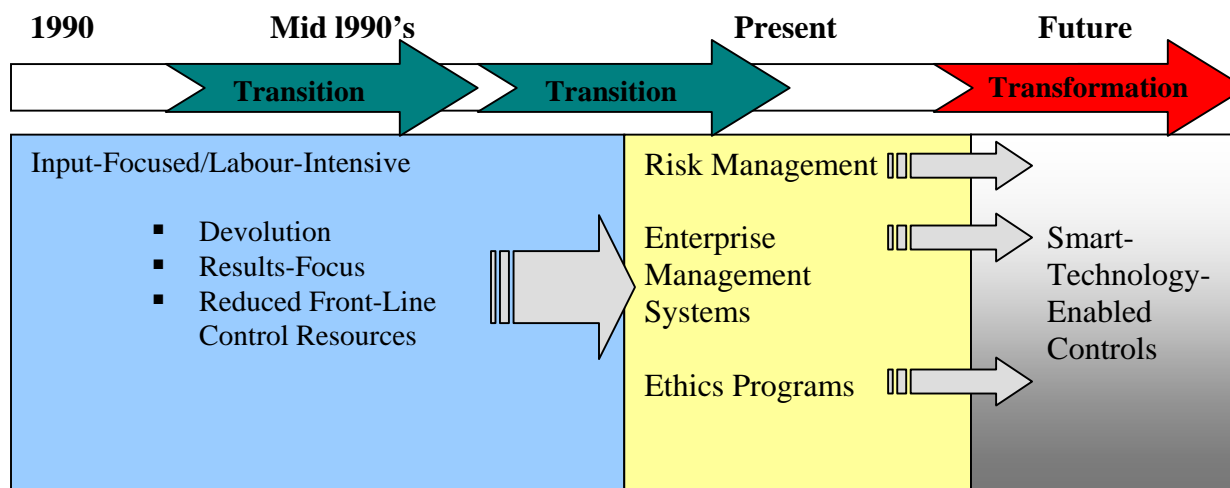 1990 Mid l990's Present Future
Transition Transition Transformation
Input-Focused/Labour-Intensive
▪ Devolution
▪ Results-Focus
▪ Reduced Front-Line
Control Resources
Risk Management
Enterprise
Management
Systems
Ethics Programs
Smart-
Technology-
Enabled
Controls